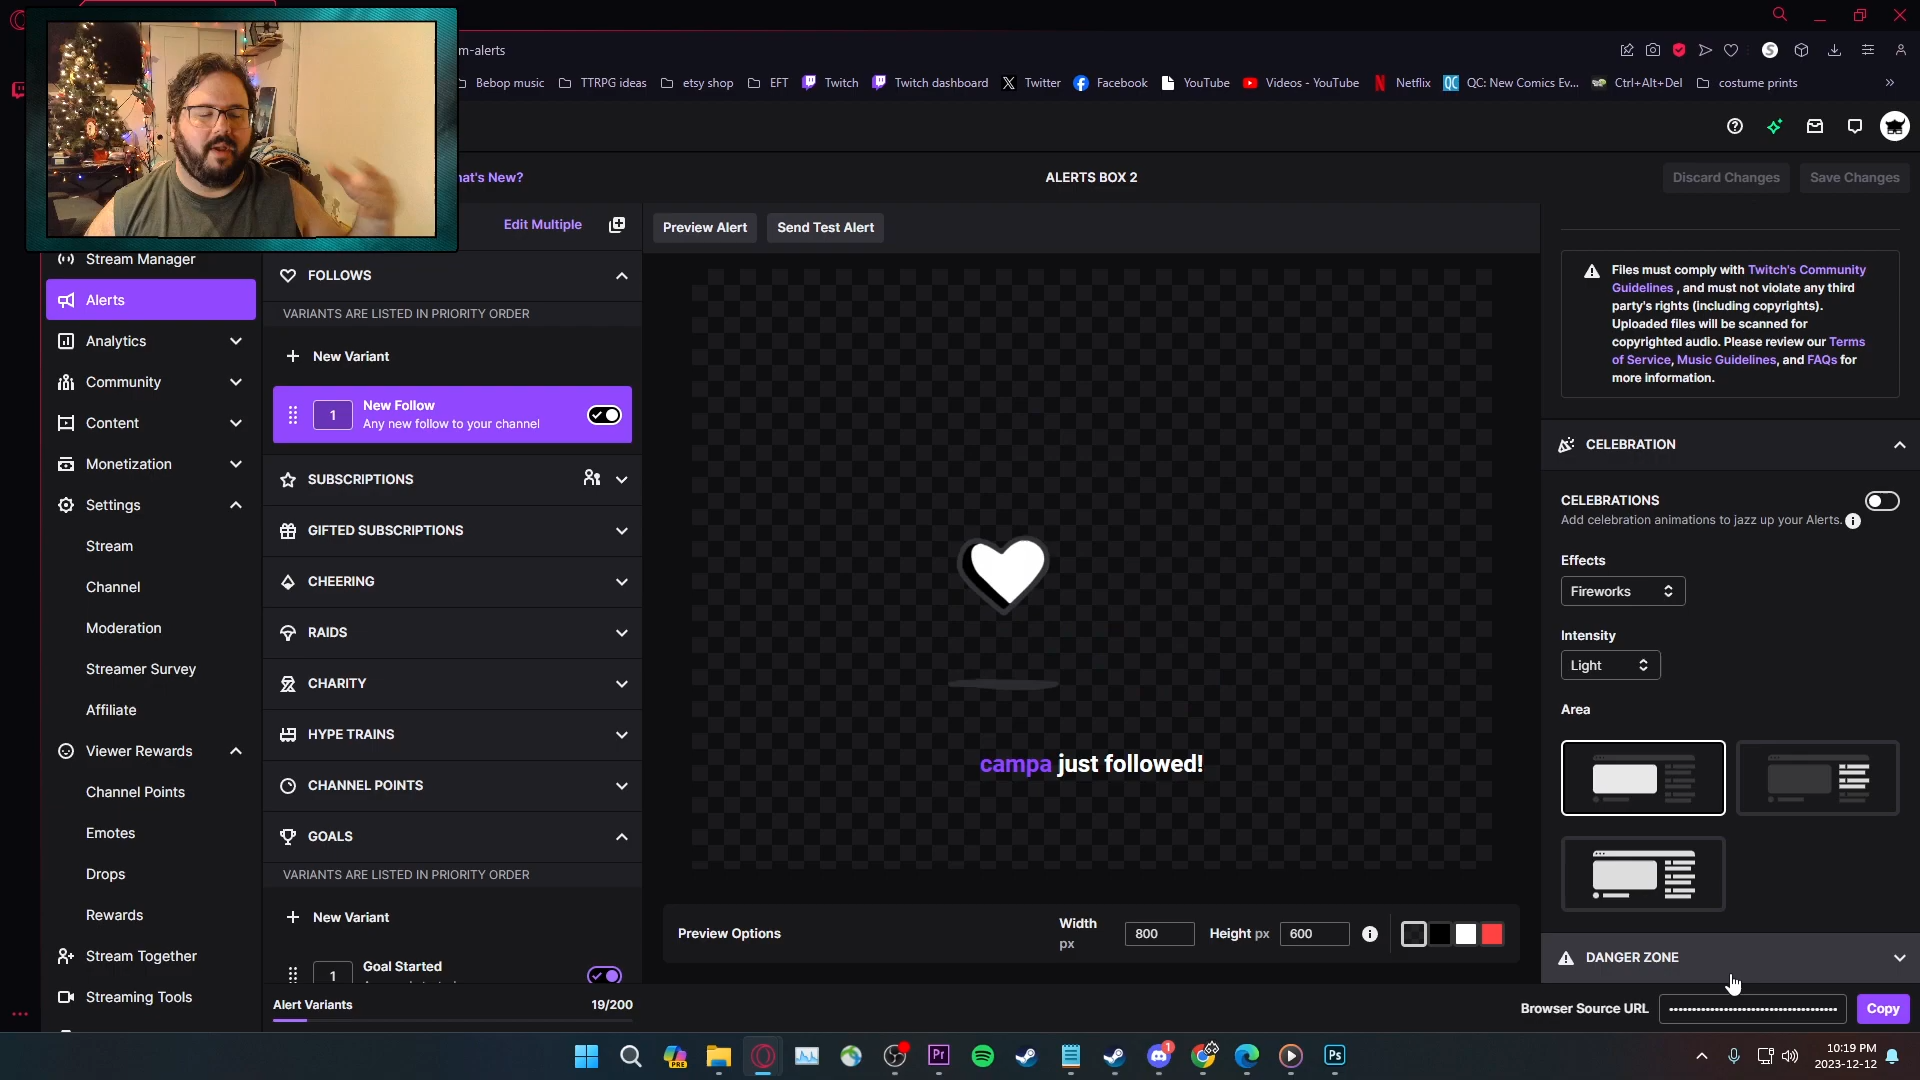 m-alerts
Bebop music
TTRPG ideas
etsy shop
EFT
Twitch
Twitch dashboard
Twitter
Facebook
YouTube
Videos - YouTube
Netflix
QC: New Comics Ev...
Ctrl+Alt+Del
costume prints
hat's New?
ALERTS BOX 2
Discard Changes
Save Changes
Edit Multiple
Preview Alert
Send Test Alert
Stream Manager
Alerts
Analytics
Community
Content
Monetization
Settings
Stream
Channel
Moderation
Streamer Survey
Affiliate
Viewer Rewards
Channel Points
Emotes
Drops
Rewards
Stream Together
Streaming Tools
FOLLOWS
VARIANTS ARE LISTED IN PRIORITY ORDER
New Variant
1
New Follow
Any new follow to your channel
SUBSCRIPTIONS
GIFTED SUBSCRIPTIONS
CHEERING
RAIDS
CHARITY
HYPE TRAINS
CHANNEL POINTS
GOALS
VARIANTS ARE LISTED IN PRIORITY ORDER
New Variant
1
Goal Started
Alert Variants
19/200
campa just followed!
Preview Options
Width px
800
Height px
600
Files must comply with Twitch's Community
Guidelines , and must not violate any third
party's rights (including copyrights).
Uploaded files will be scanned for
copyrighted audio. Please review our Terms
of Service, Music Guidelines, and FAQs for
more information.
CELEBRATION
CELEBRATIONS
Add celebration animations to jazz up your Alerts.
Effects
Fireworks
Intensity
Light
Area
DANGER ZONE
Browser Source URL
Copy
PRE
Pr
1
Ps
10:19 PM
2023-12-12